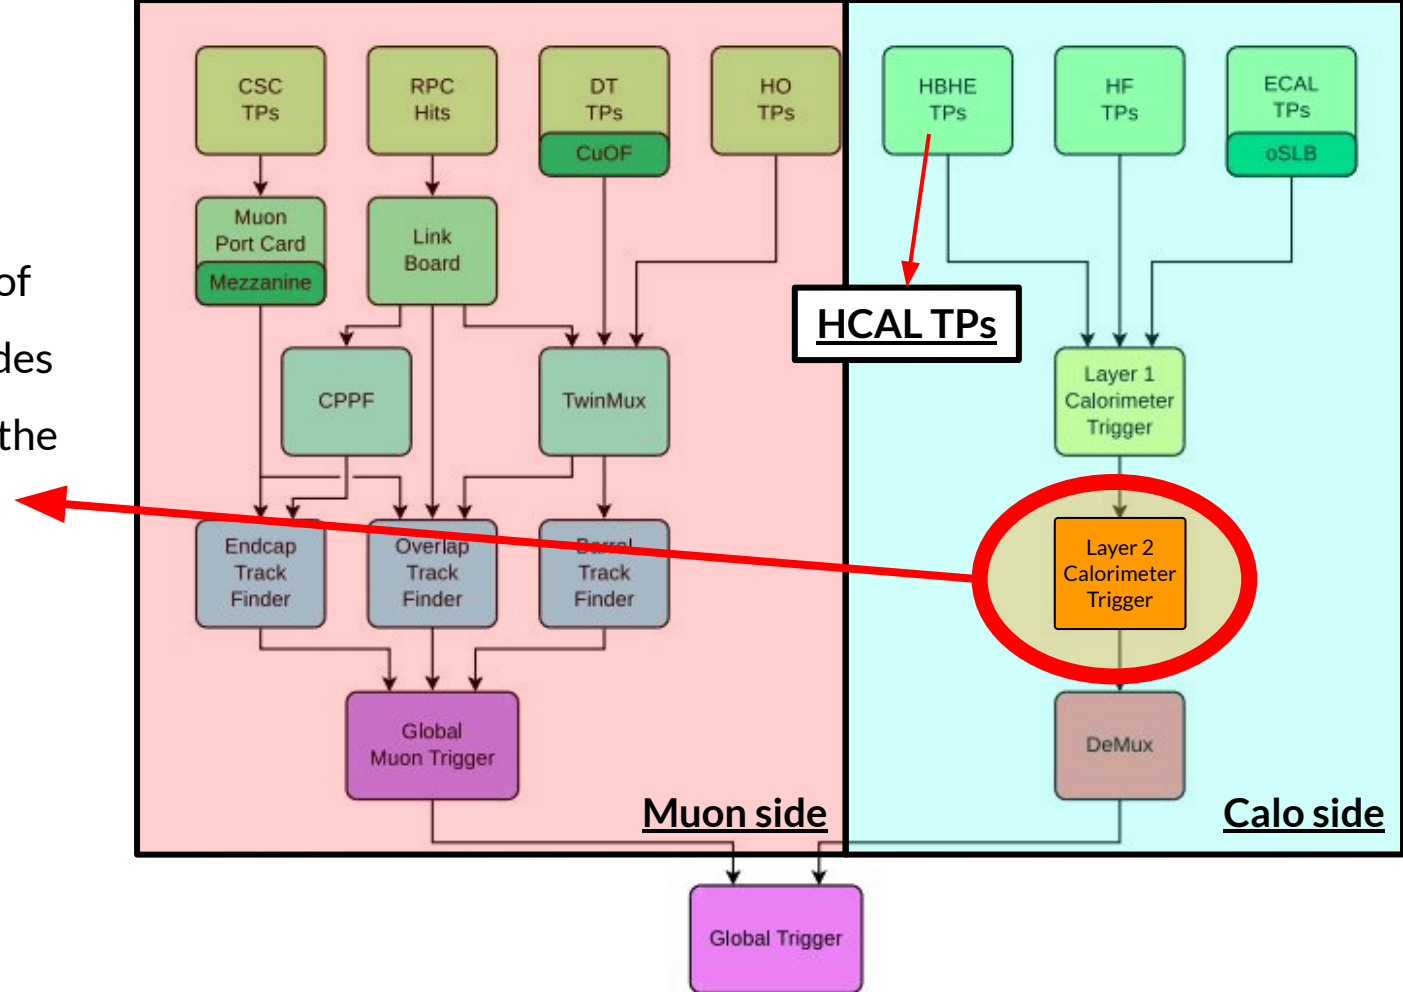 CSC
TPs
RPC
Hits
DT
TPs
CuOF
HO
TPs
HBHE
TPs
HF
TPs
ECAL
TPs
oSLB
Muon
Port Card
Mezzanine
Link
Board
of
des
the
HCAL TPs
CPPF
TwinMux
Layer 1
Calorimeter
Trigger
Endcap
Track
Finder
Overlap
Track
Finder
Barrel
Track
Finder
Layer 2
Calorimeter
Trigger
Global
Muon Trigger
DeMux
Muon side
Calo side
Global Trigger